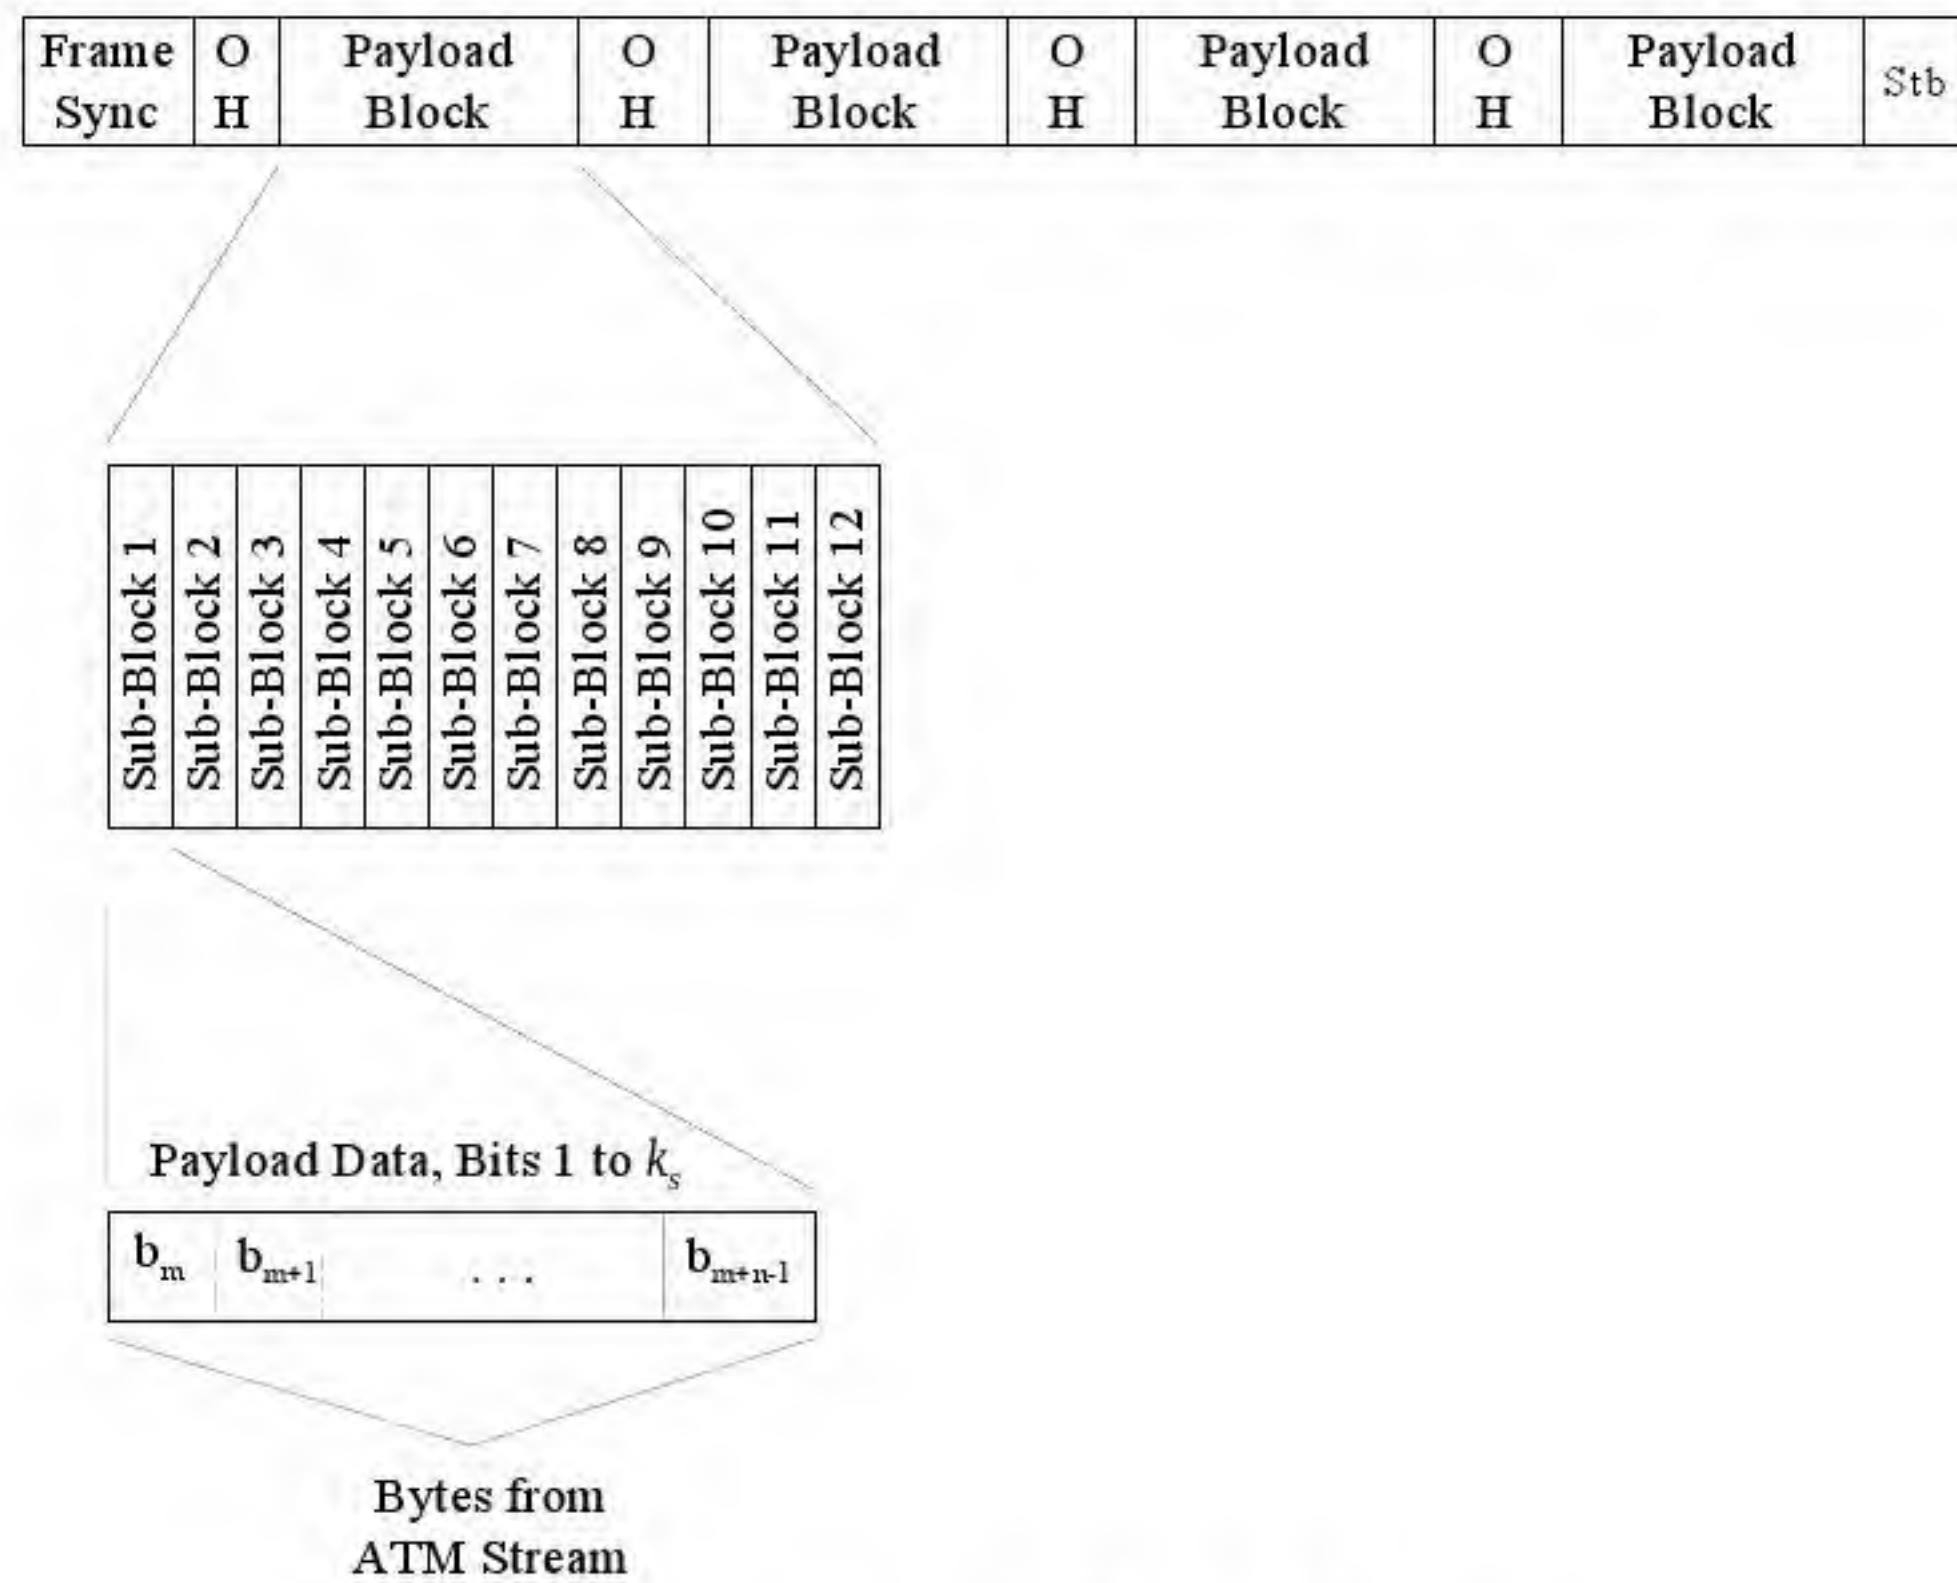 Frame Sync
O H
Payload Block
O H
Payload Block
O H
Payload Block
O H
Payload Block
Stb
Sub-Block 1
Sub-Block 2
Sub-Block 3
Sub-Block 4
Sub-Block 5
Sub-Block 6
Sub-Block 7
Sub-Block 8
Sub-Block 9
Sub-Block 10
Sub-Block 11
Sub-Block 12
Payload Data, Bits 1 to kₛ
bm bm+1 . . . bm+n-1
Bytes from
ATM Stream